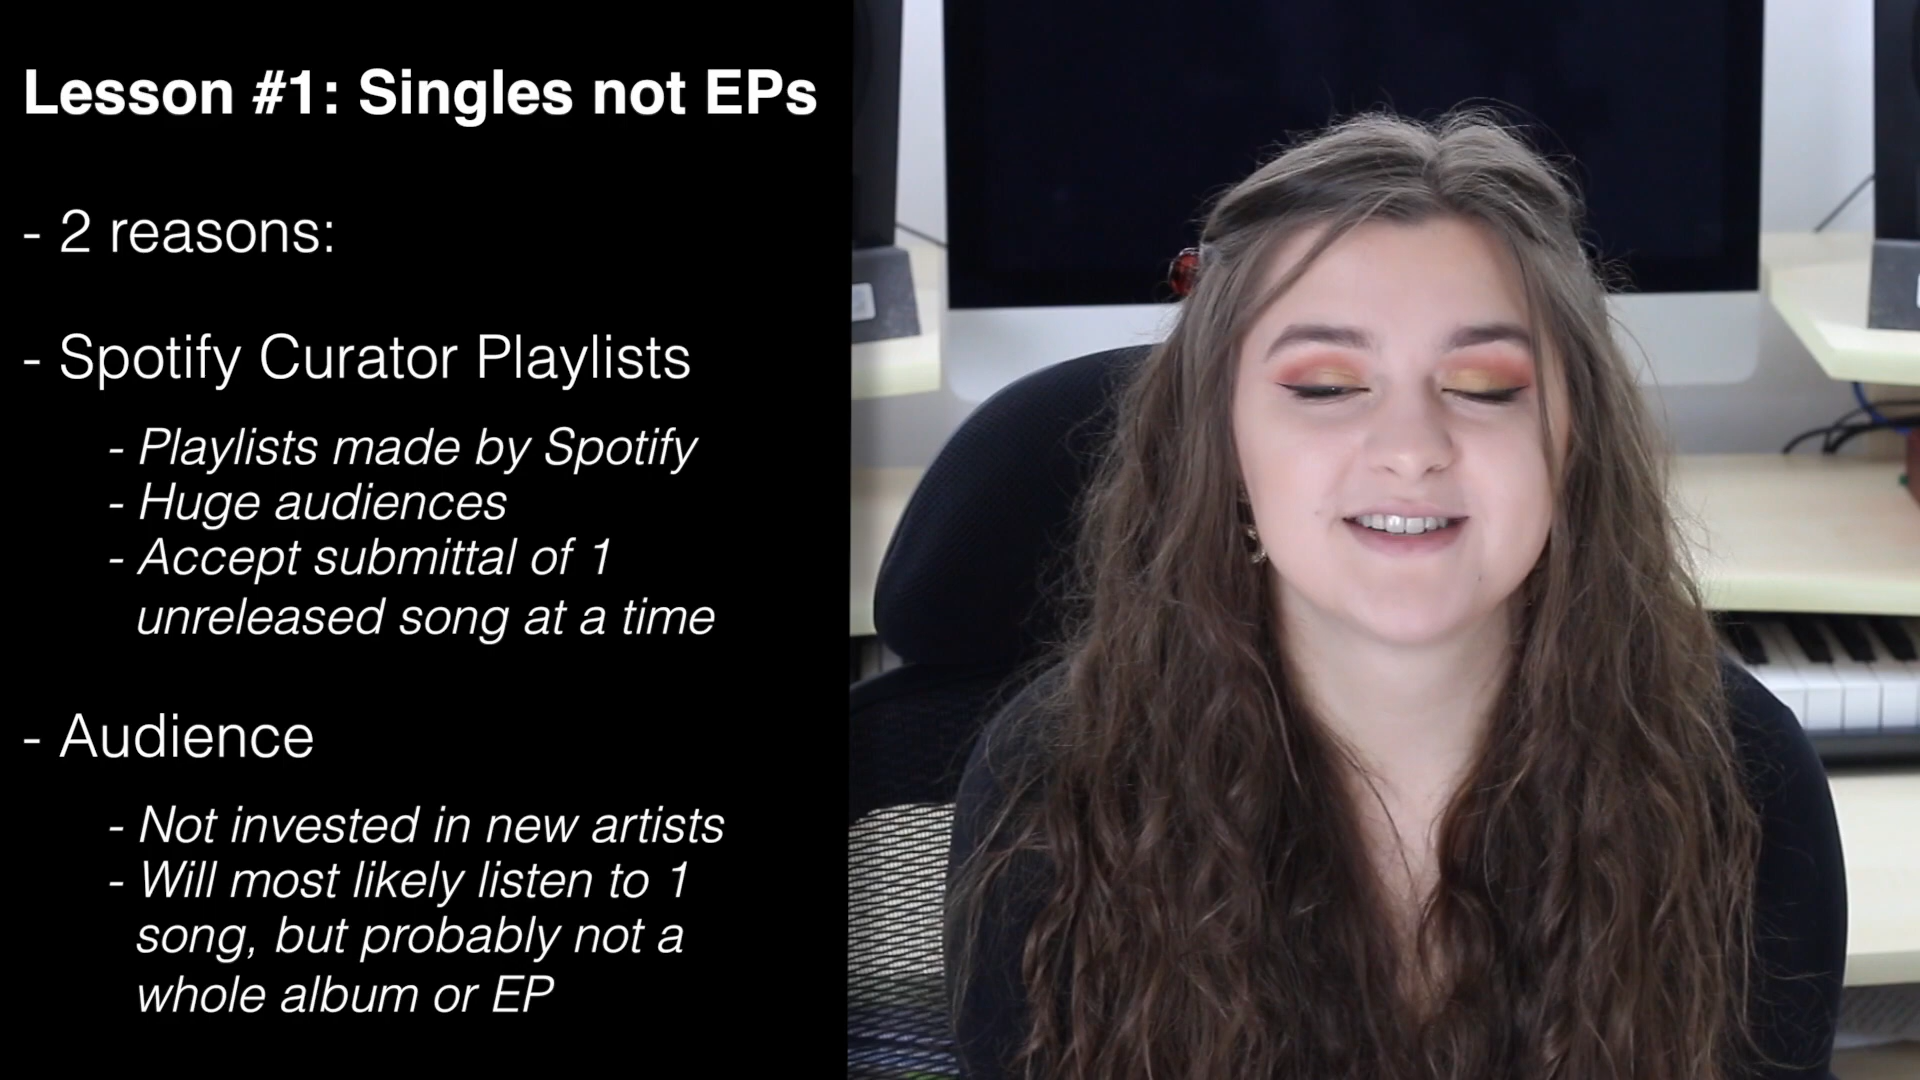 Lesson #1: Singles not EPs
- 2 reasons:
- Spotify Curator Playlists
- Playlists made by Spotify
- Huge audiences
- Accept submittal of 1
unreleased song at a time
- Audience
- Not invested in new artists
- Will most likely listen to 1
song, but probably not a
whole album or EP